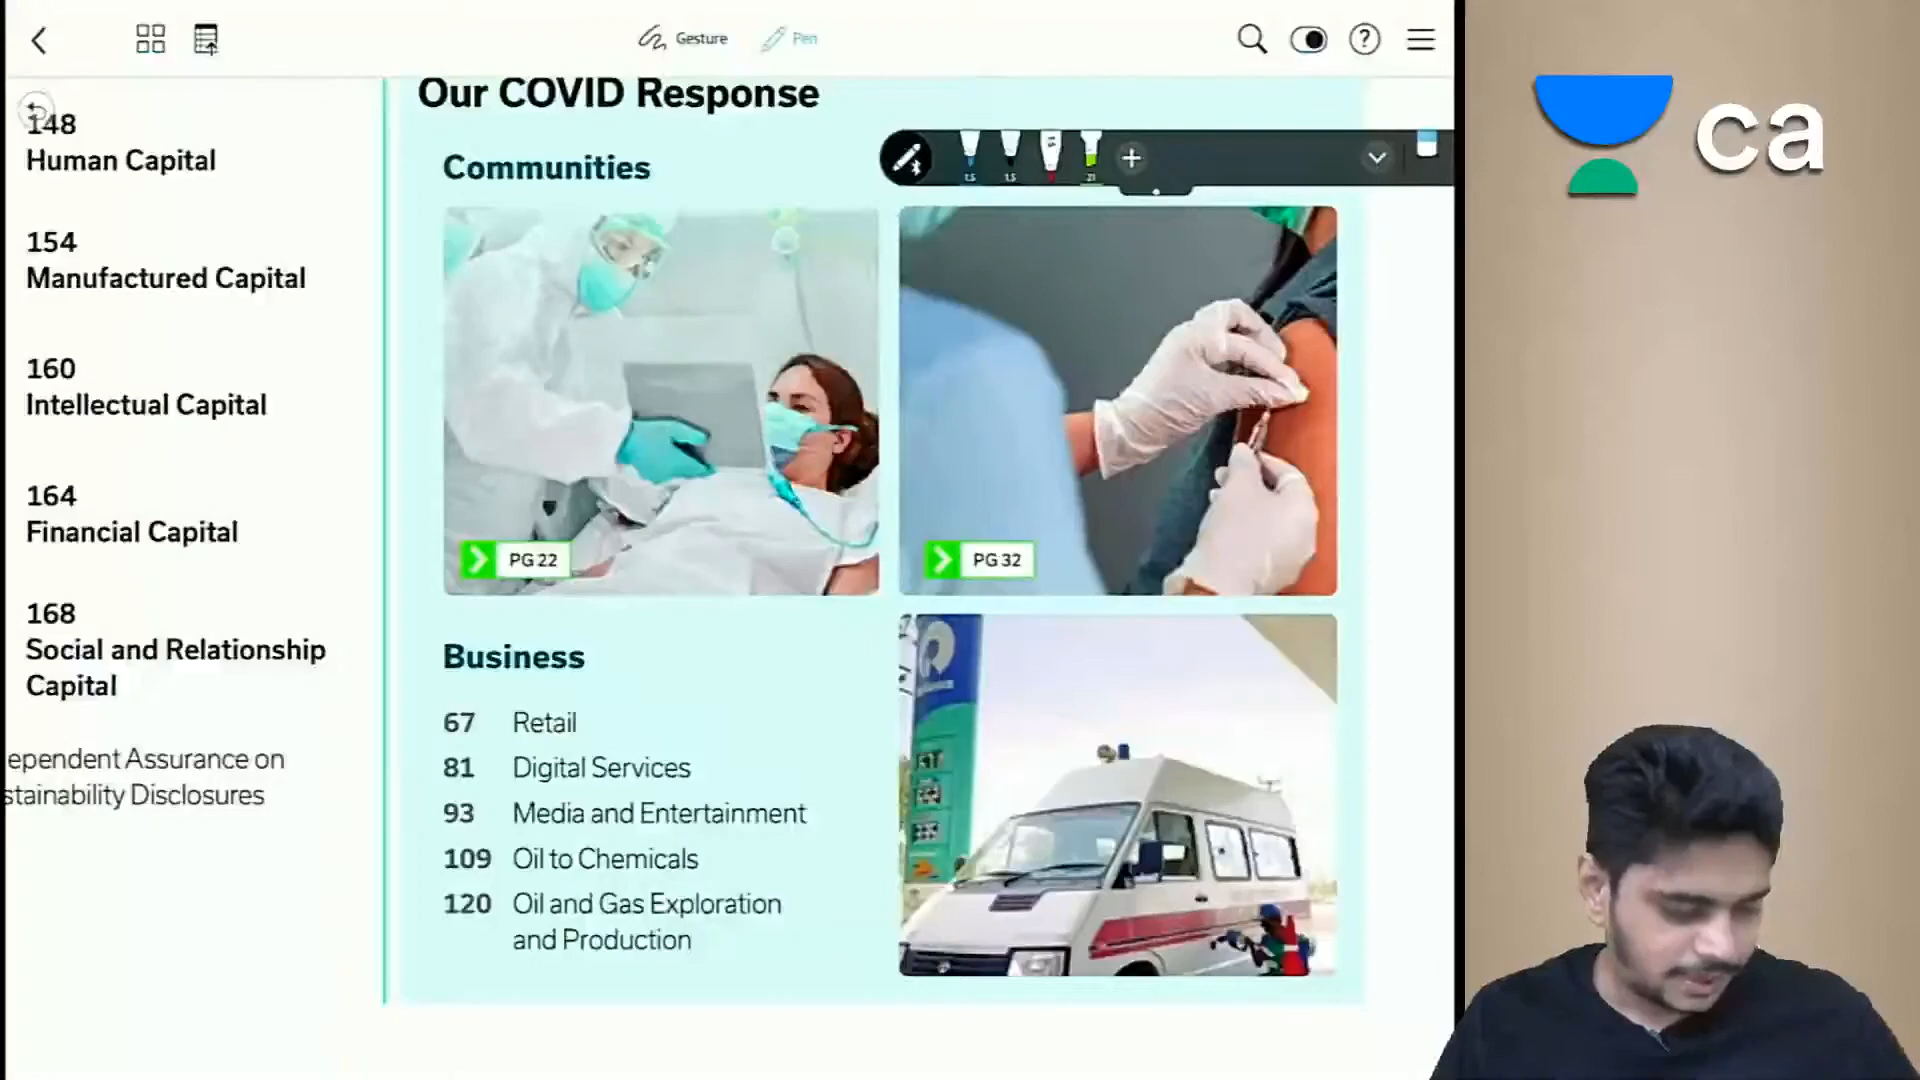 Gesture
Pen
148
Human Capital
154
Manufactured Capital
160
Intellectual Capital
164
Financial Capital
168
Social and Relationship
Capital
ependent Assurance on
stainability Disclosures
Our COVID Response
Communities
PG 22
PG 32
Business
67 Retail
81 Digital Services
93 Media and Entertainment
109 Oil to Chemicals
120 Oil and Gas Exploration
and Production
ca